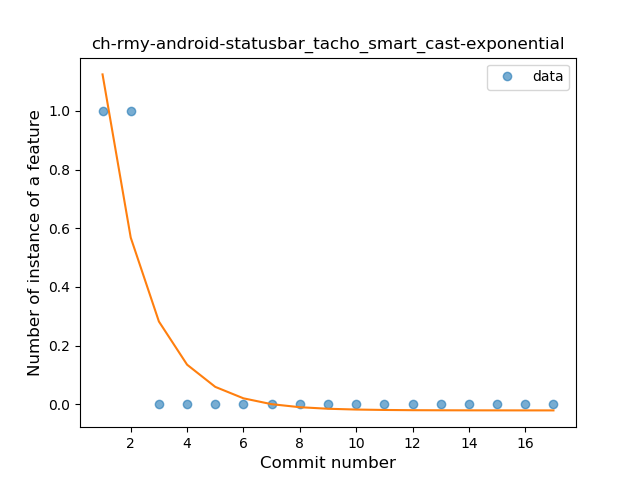 ch-rmy-android-statusbar_tacho_smart_cast-exponential
data
Number of instance of a feature
1.0
0.8
0.6
0.4
0.2
0.0
2 4 6 8 10 12 14 16
Commit number